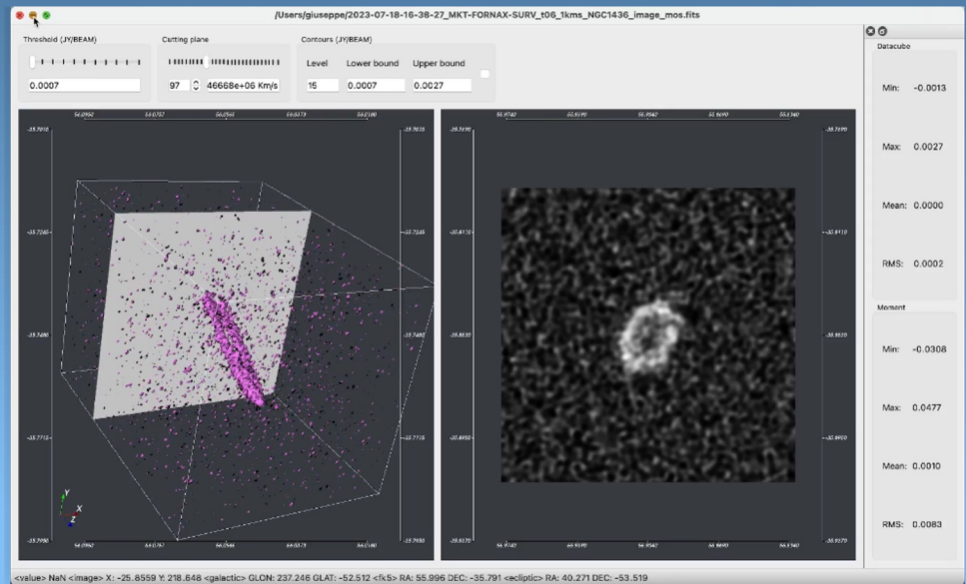 /Users/giuseppe/2023-07-18-16-38-27_MKT-FORNAX-SURV_t06_1kms_NGC1436_image_mos.fits
Threshold (JY/BEAM)
Cutting plane
Contours (JY/BEAM)
Level
Lower bound
Upper bound
0.0007
97
46668e+06 Km/s
15
0.0007
0.0027
Datacube
Min: -0.0013
Max: 0.0027
Mean: 0.0000
RMS: 0.0002
Moment
Min: -0.0308
Max: 0.0477
Mean: 0.0010
RMS: 0.0083
Y
X
Z
<value> NaN <image> X: -25.8559 Y: 218.648 <galactic> GLON: 237.246 GLAT: -52.512 <fk5> RA: 55.996 DEC: -35.791 <ecliptic> RA: 40.271 DEC: -53.519